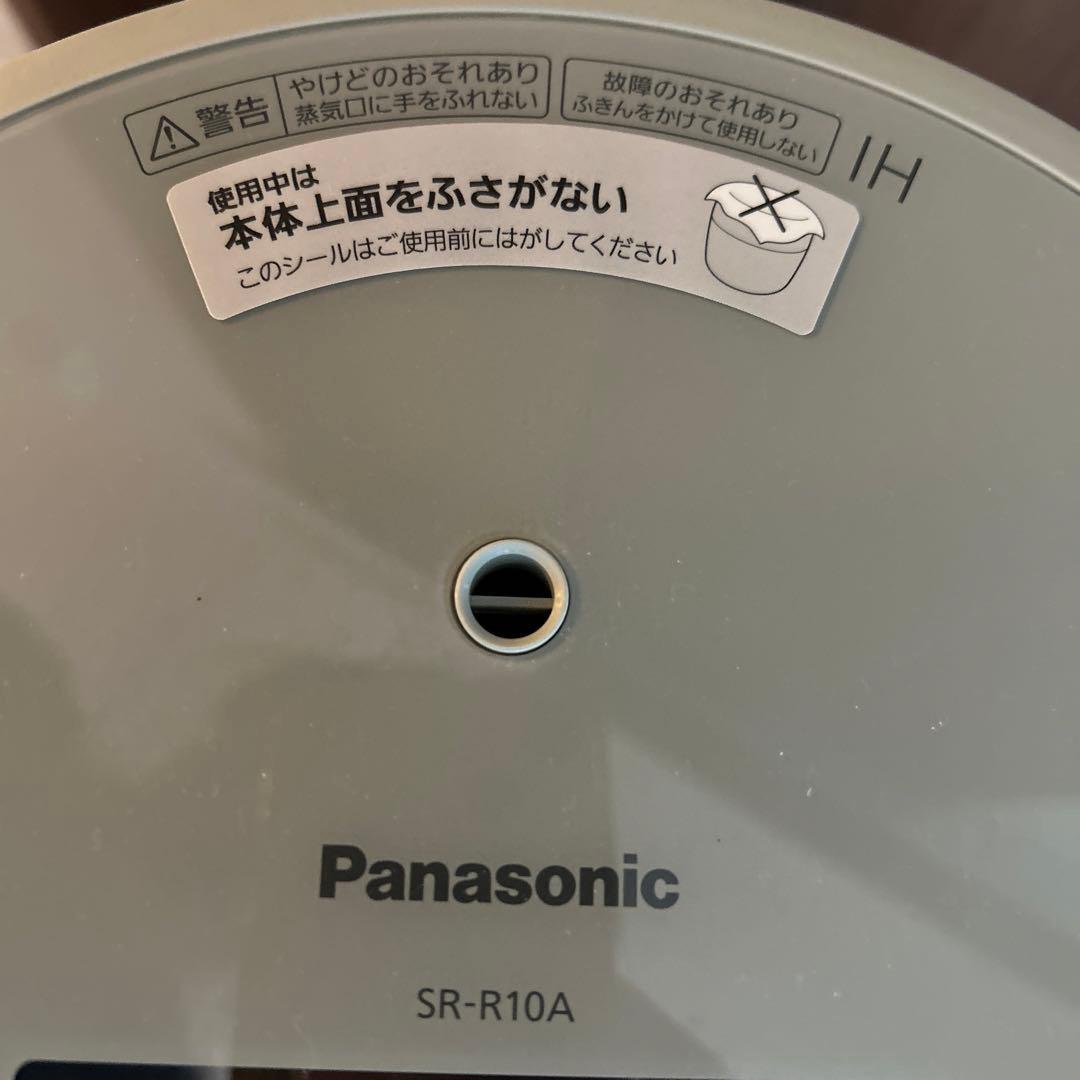 警告
やけどのおそれあり
蒸気口に手をふれない
故障のおそれあり
ふきんをかけて使用しない
IH
使用中は
本体上面をふさがない
このシールはご使用前にはがしてください
Panasonic
SR-R10A